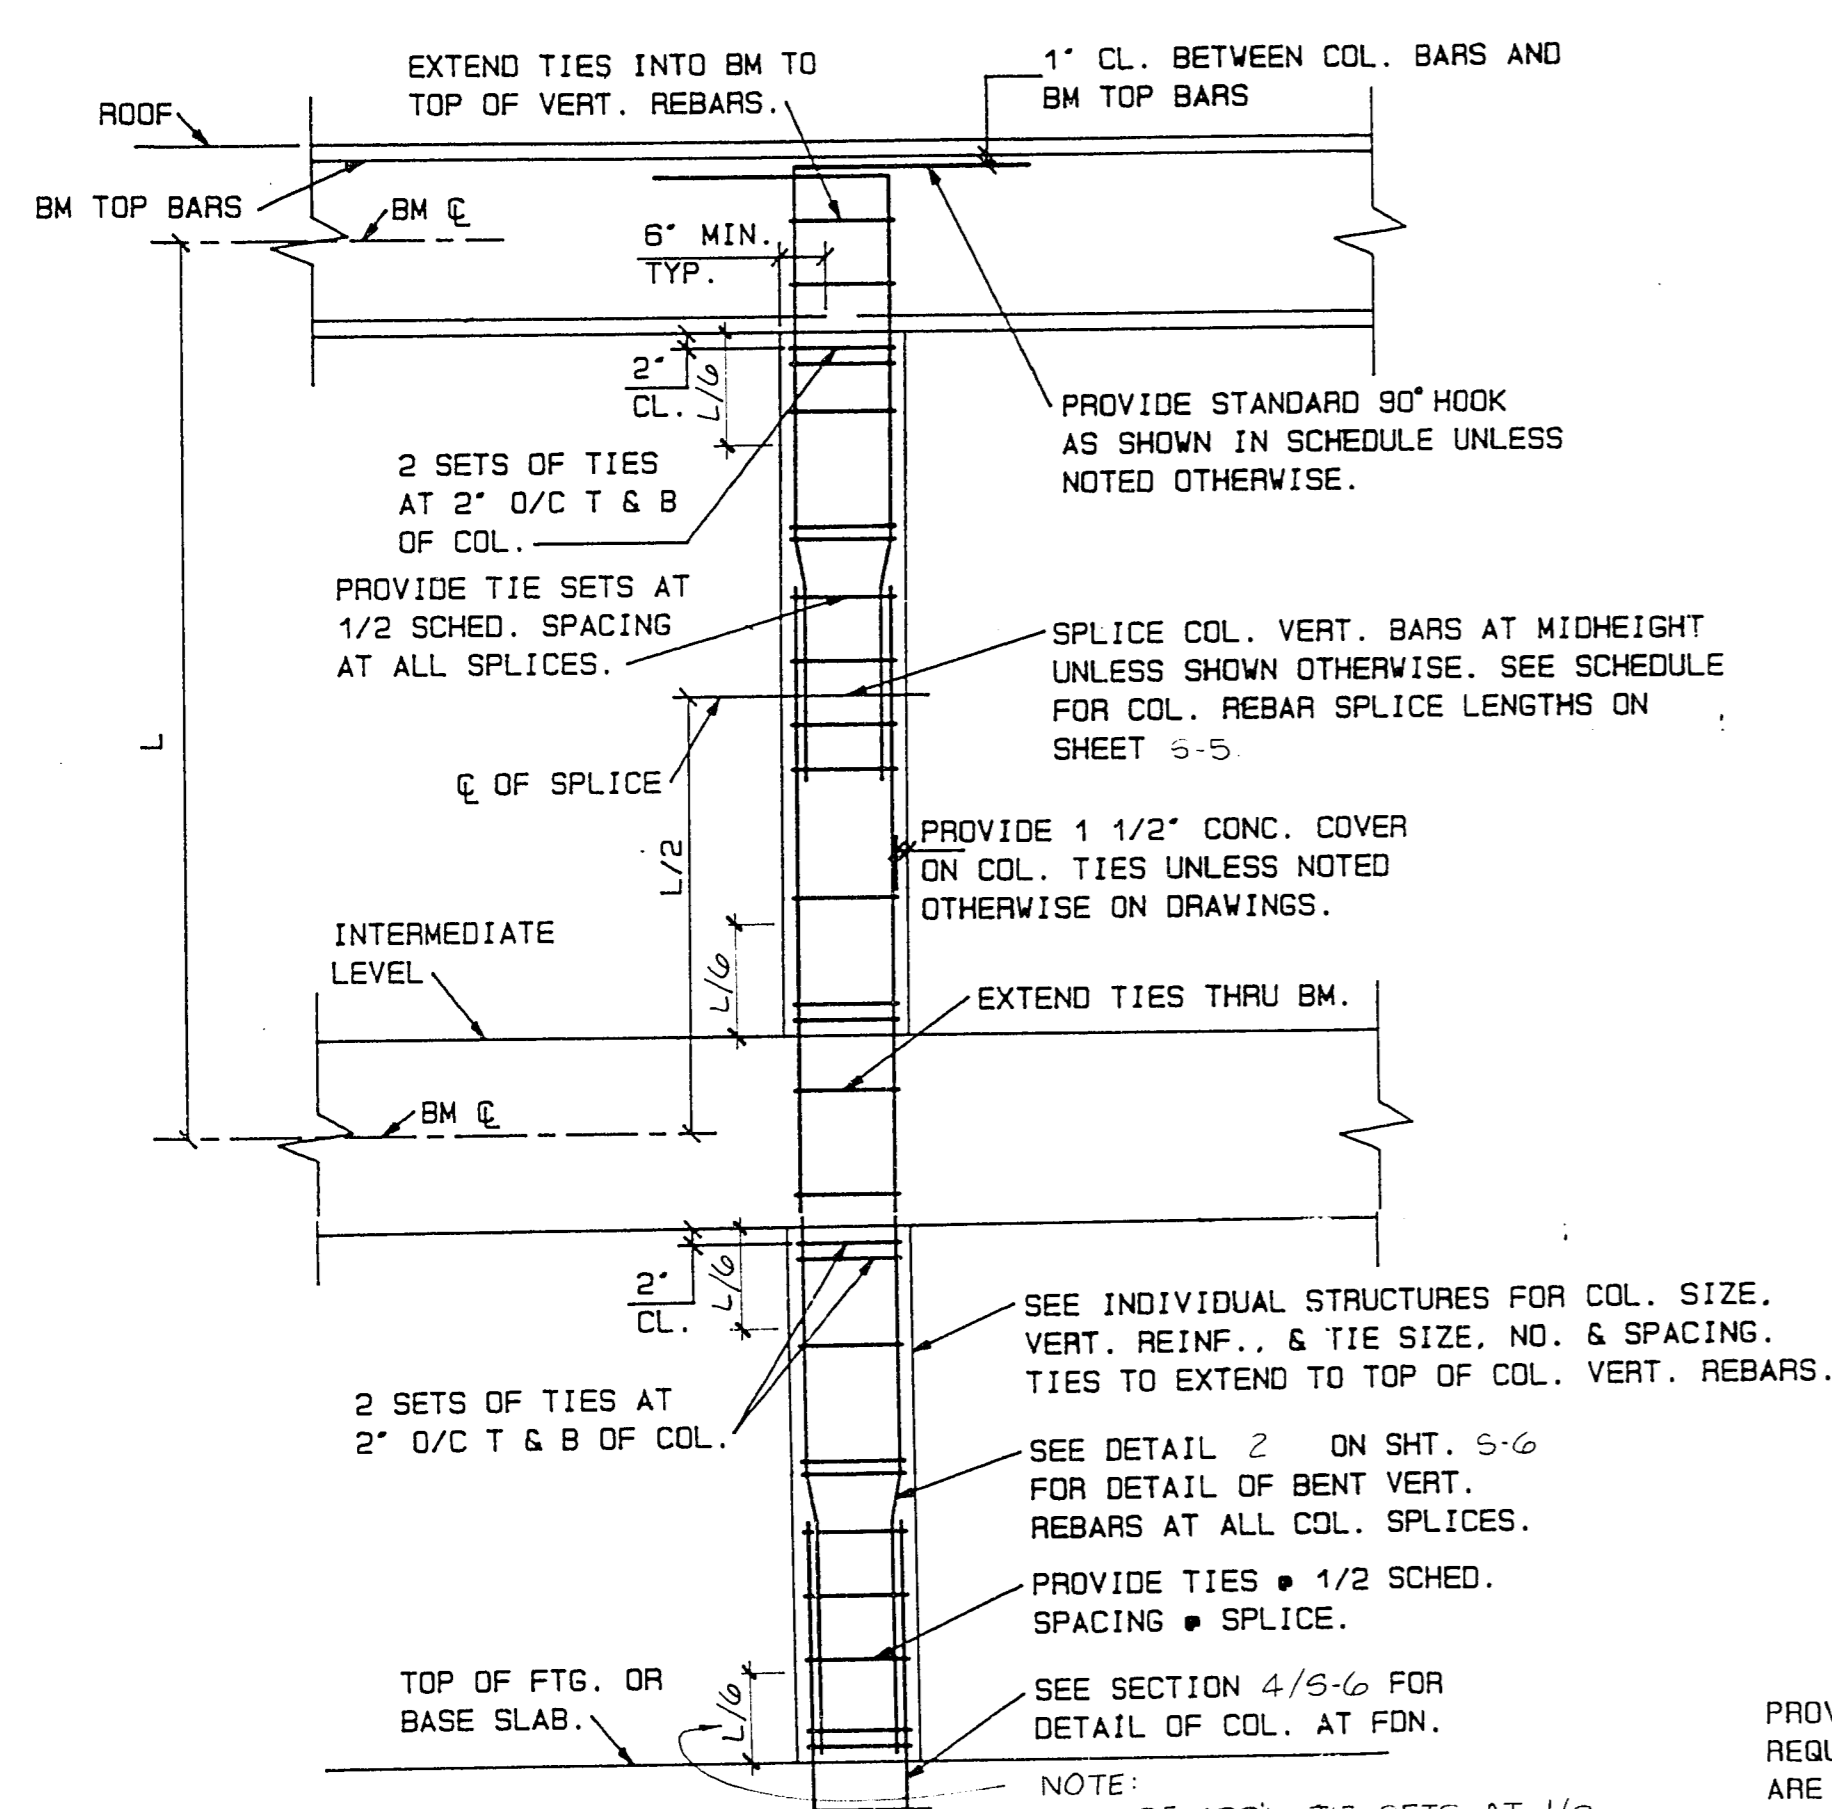 EXTEND TIES INTO BM TO
TOP OF VERT. REBARS.
1" CL. BETWEEN COL. BARS AND
BM TOP BARS
ROOF
BM TOP BARS
BM ℄
6" MIN.
TYP.
2"
CL.
L/6
PROVIDE STANDARD 90° HOOK
AS SHOWN IN SCHEDULE UNLESS
NOTED OTHERWISE.
2 SETS OF TIES
AT 2" O/C T & B
OF COL.
PROVIDE TIE SETS AT
1/2 SCHED. SPACING
AT ALL SPLICES.
SPLICE COL. VERT. BARS AT MIDHEIGHT
UNLESS SHOWN OTHERWISE. SEE SCHEDULE
FOR COL. REBAR SPLICE LENGTHS ON
SHEET S-5
L
℄ OF SPLICE
L/2
PROVIDE 1 1/2" CONC. COVER
ON COL. TIES UNLESS NOTED
OTHERWISE ON DRAWINGS.
INTERMEDIATE
LEVEL
L/6
EXTEND TIES THRU BM.
BM ℄
2"
CL.
L/6
SEE INDIVIDUAL STRUCTURES FOR COL. SIZE,
VERT. REINF., & TIE SIZE, NO. & SPACING.
TIES TO EXTEND TO TOP OF COL. VERT. REBARS.
2 SETS OF TIES AT
2" O/C T & B OF COL.
SEE DETAIL 2 ON SHT. S-6
FOR DETAIL OF BENT VERT.
REBARS AT ALL COL. SPLICES.
PROVIDE TIES @ 1/2 SCHED.
SPACING @ SPLICE.
TOP OF FTG. OR
BASE SLAB.
L/6
SEE SECTION 4/S-6 FOR
DETAIL OF COL. AT FDN.
NOTE:
TIE SETS AT 1/2
PROV
REQU
ARE